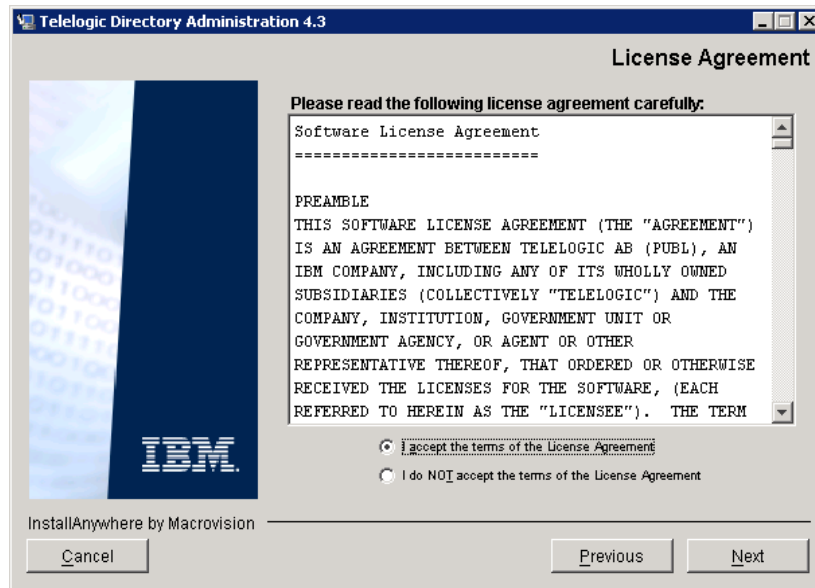 Telelogic Directory Administration 4.3
License Agreement
Please read the following license agreement carefully:
Software License Agreement
==========================
PREAMBLE
THIS SOFTWARE LICENSE AGREEMENT (THE "AGREEMENT")
IS AN AGREEMENT BETWEEN TELELOGIC AB (PUBL), AN
IBM COMPANY, INCLUDING ANY OF ITS WHOLLY OWNED
SUBSIDIARIES (COLLECTIVELY "TELELOGIC") AND THE
COMPANY, INSTITUTION, GOVERNMENT UNIT OR
GOVERNMENT AGENCY, OR AGENT OR OTHER
REPRESENTATIVE THEREOF, THAT ORDERED OR OTHERWISE
RECEIVED THE LICENSES FOR THE SOFTWARE, (EACH
REFERRED TO HEREIN AS THE "LICENSEE").  THE TERM
IBM.
I accept the terms of the License Agreement
I do NOT accept the terms of the License Agreement
InstallAnywhere by Macrovision
Cancel
Previous
Next